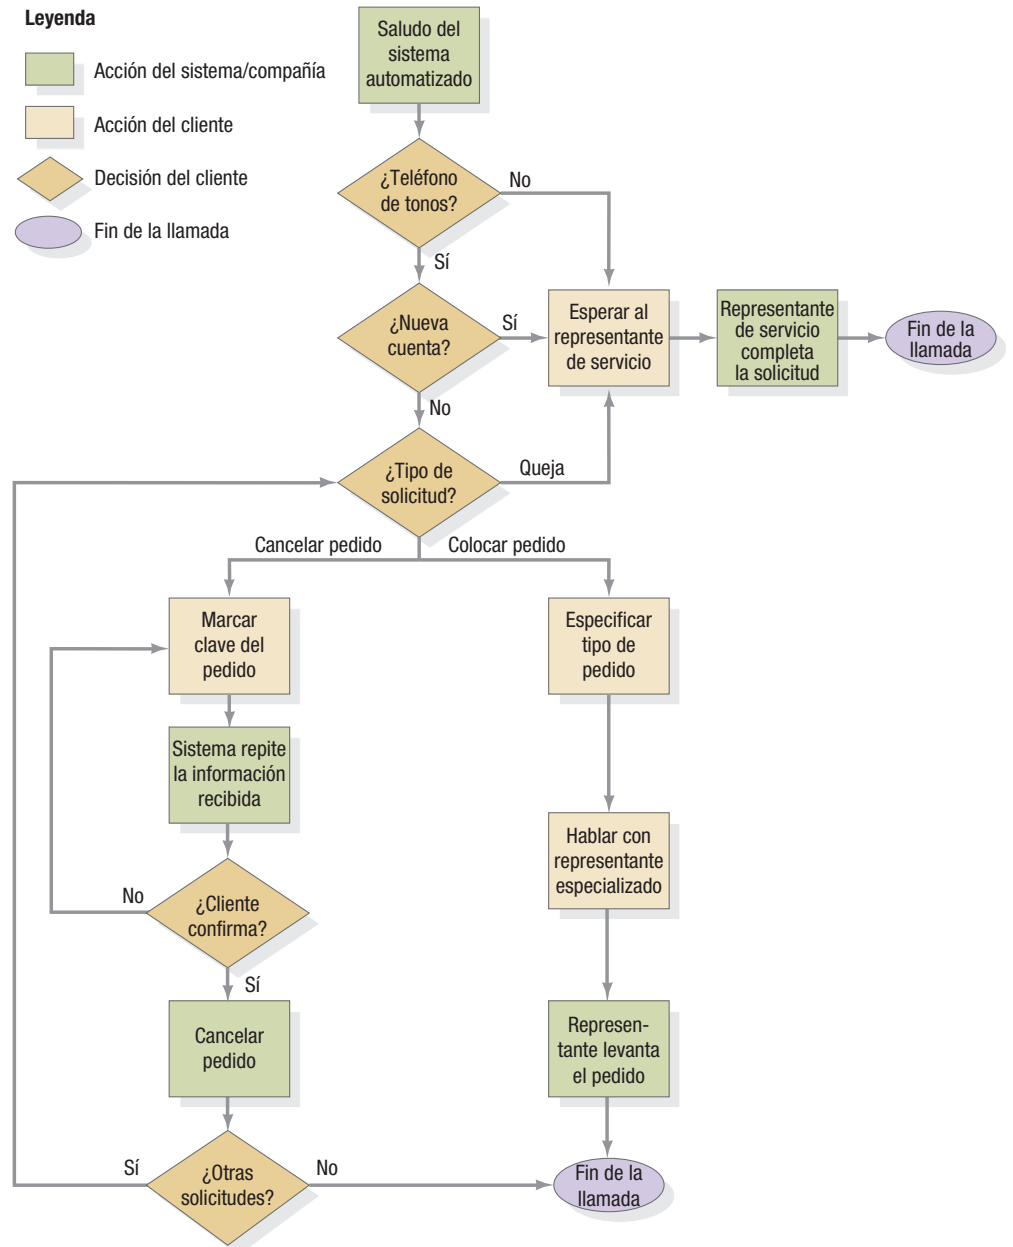 Leyenda
Acción del sistema/compañía
Acción del cliente
Decisión del cliente
Fin de la llamada
Saludo del
sistema
automatizado
¿Teléfono
de tonos?
No
Sí
¿Nueva
cuenta?
Sí
No
Esperar al
representante
de servicio
Representante
de servicio
completa
la solicitud
Fin de la
llamada
¿Tipo de
solicitud?
Queja
Cancelar pedido
Colocar pedido
Marcar
clave del
pedido
Especificar
tipo de
pedido
Sistema repite
la información
recibida
Hablar con
representante
especializado
¿Cliente
confirma?
No
Sí
Cancelar
pedido
Represen-
tante levanta
el pedido
¿Otras
solicitudes?
Sí
No
Fin de la
llamada